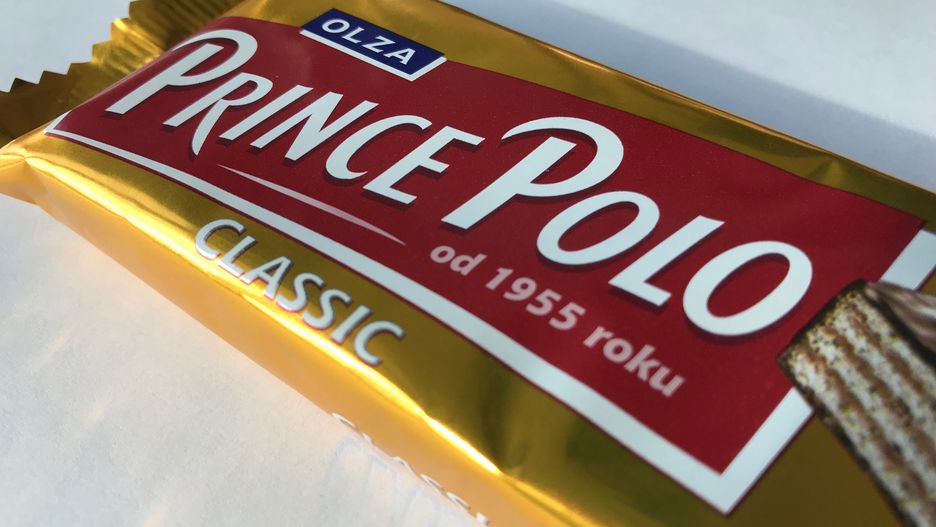 OLZA
PRINCE POLO
od 1955 roku
CLASSIC